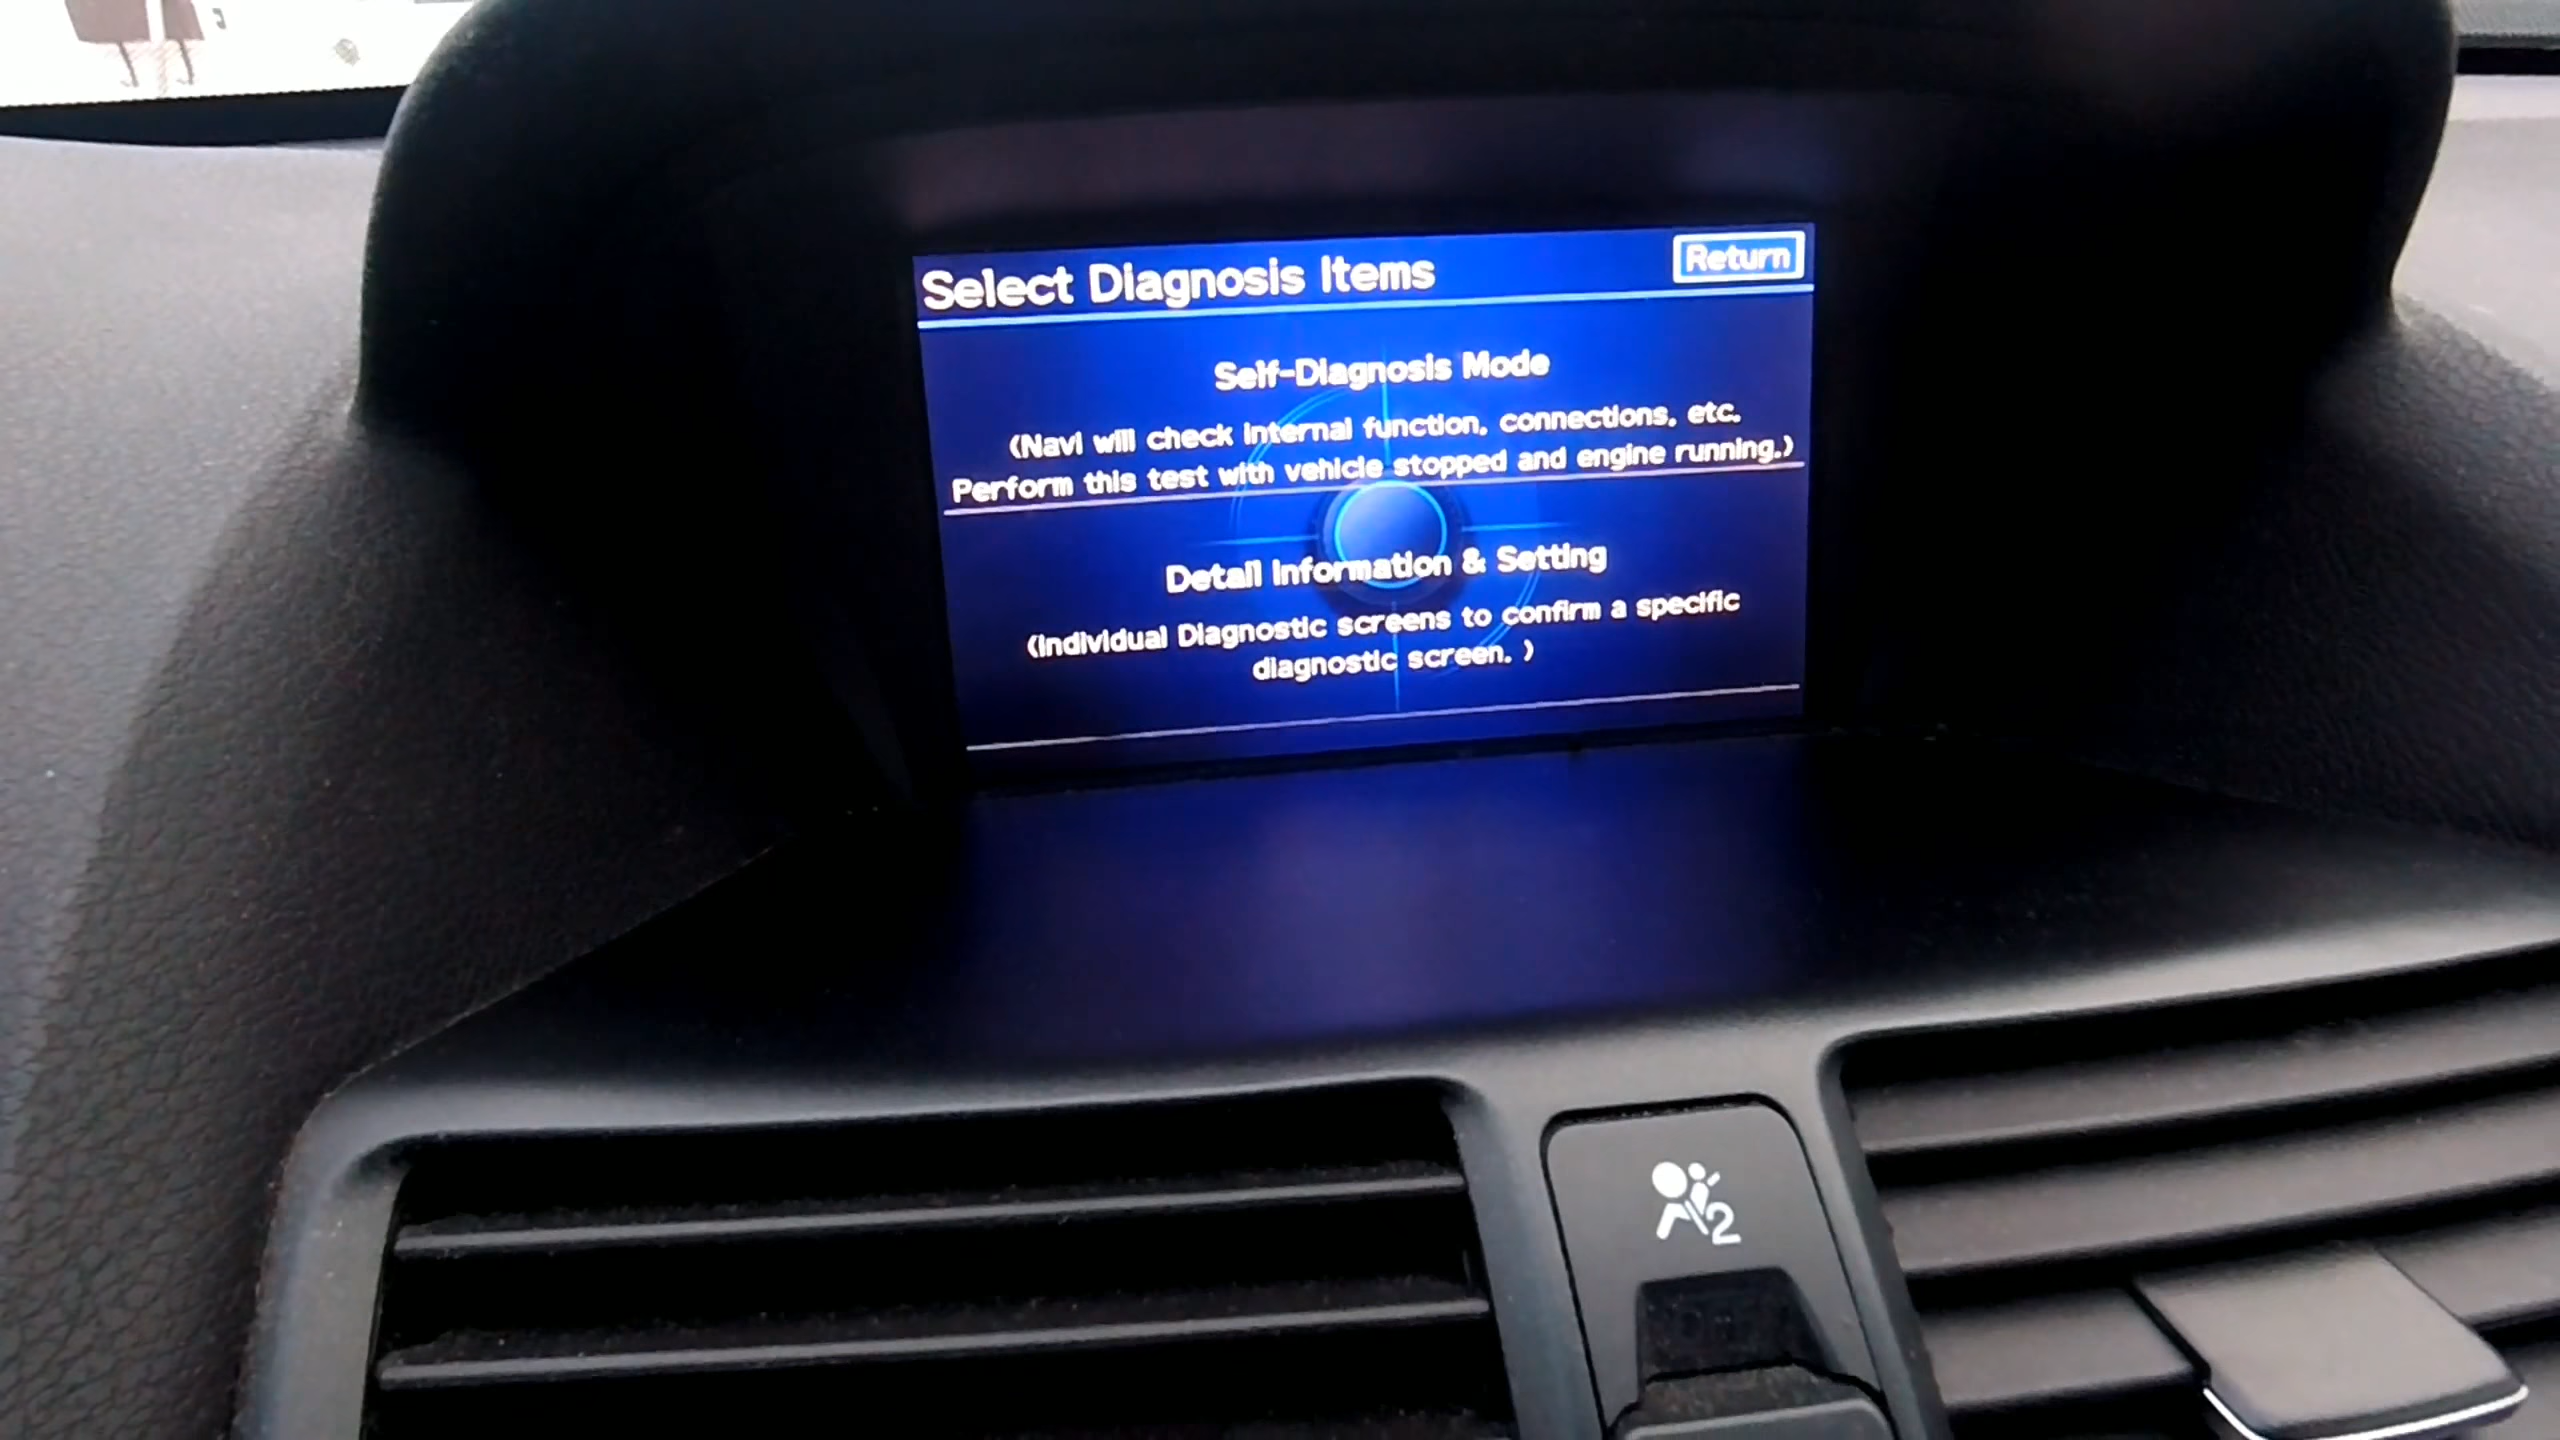 Select Diagnosis Items
Return
Self-Diagnosis Mode
(Navi will check internal function, connections, etc.
Perform this test with vehicle stopped and engine running.)
Detail Information & Setting
(Individual Diagnostic screens to confirm a specific
diagnostic screen. )
2